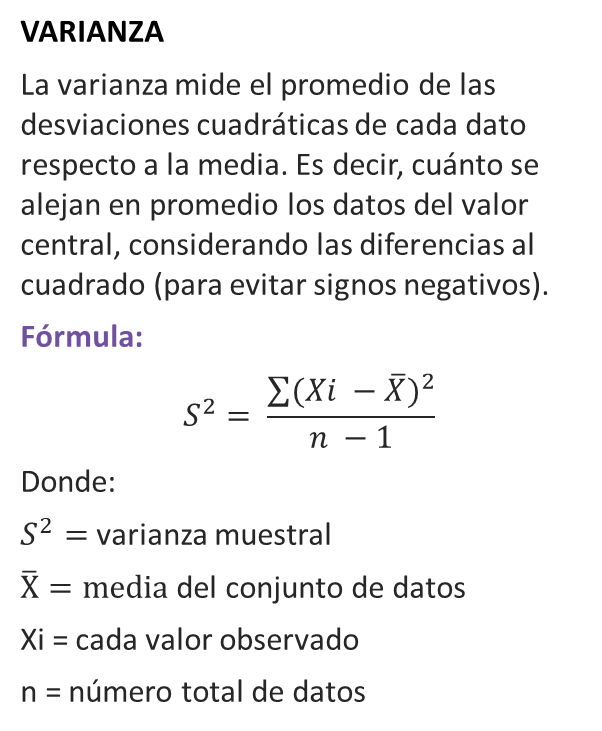 VARIANZA
La varianza mide el promedio de las
desviaciones cuadráticas de cada dato
respecto a la media. Es decir, cuánto se
alejan en promedio los datos del valor
central, considerando las diferencias al
cuadrado (para evitar signos negativos).
Fórmula:
S² = ∑(Xi − X̄)² / n − 1
Donde:
S² = varianza muestral
X̄ = media del conjunto de datos
Xi = cada valor observado
n = número total de datos